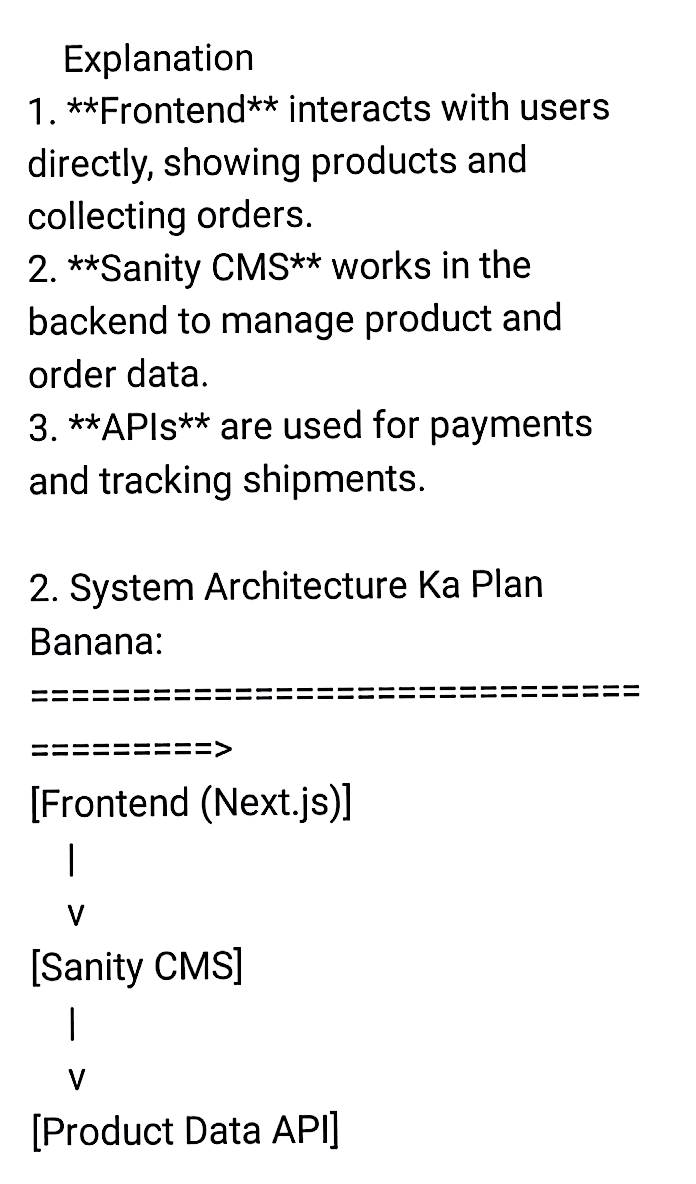 Explanation
1. **Frontend** interacts with users
directly, showing products and
collecting orders.
2. **Sanity CMS** works in the
backend to manage product and
order data.
3. **APIs** are used for payments
and tracking shipments.
2. System Architecture Ka Plan
Banana:
====================================
===========>
[Frontend (Next.js)]
|
v
[Sanity CMS]
|
v
[Product Data API]